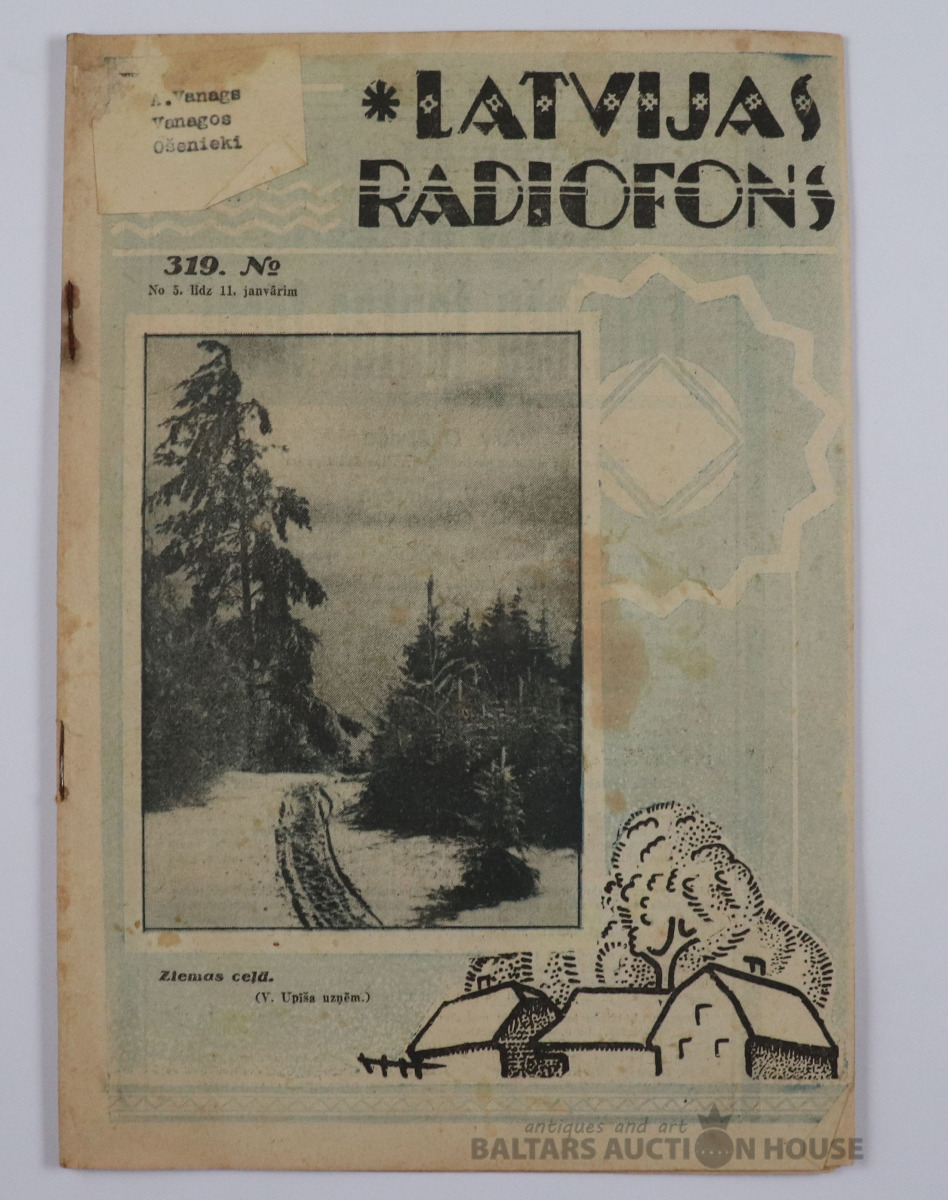 Vanags
Vanagos
Ošenieki
*LATVIJAS
RADIOFONS
319. №
No 5. līdz 11. janvārim
Ziemas ceļā.
(V. Upīša uzņēm.)
antiques and art
BALTARS AUCTION HOUSE